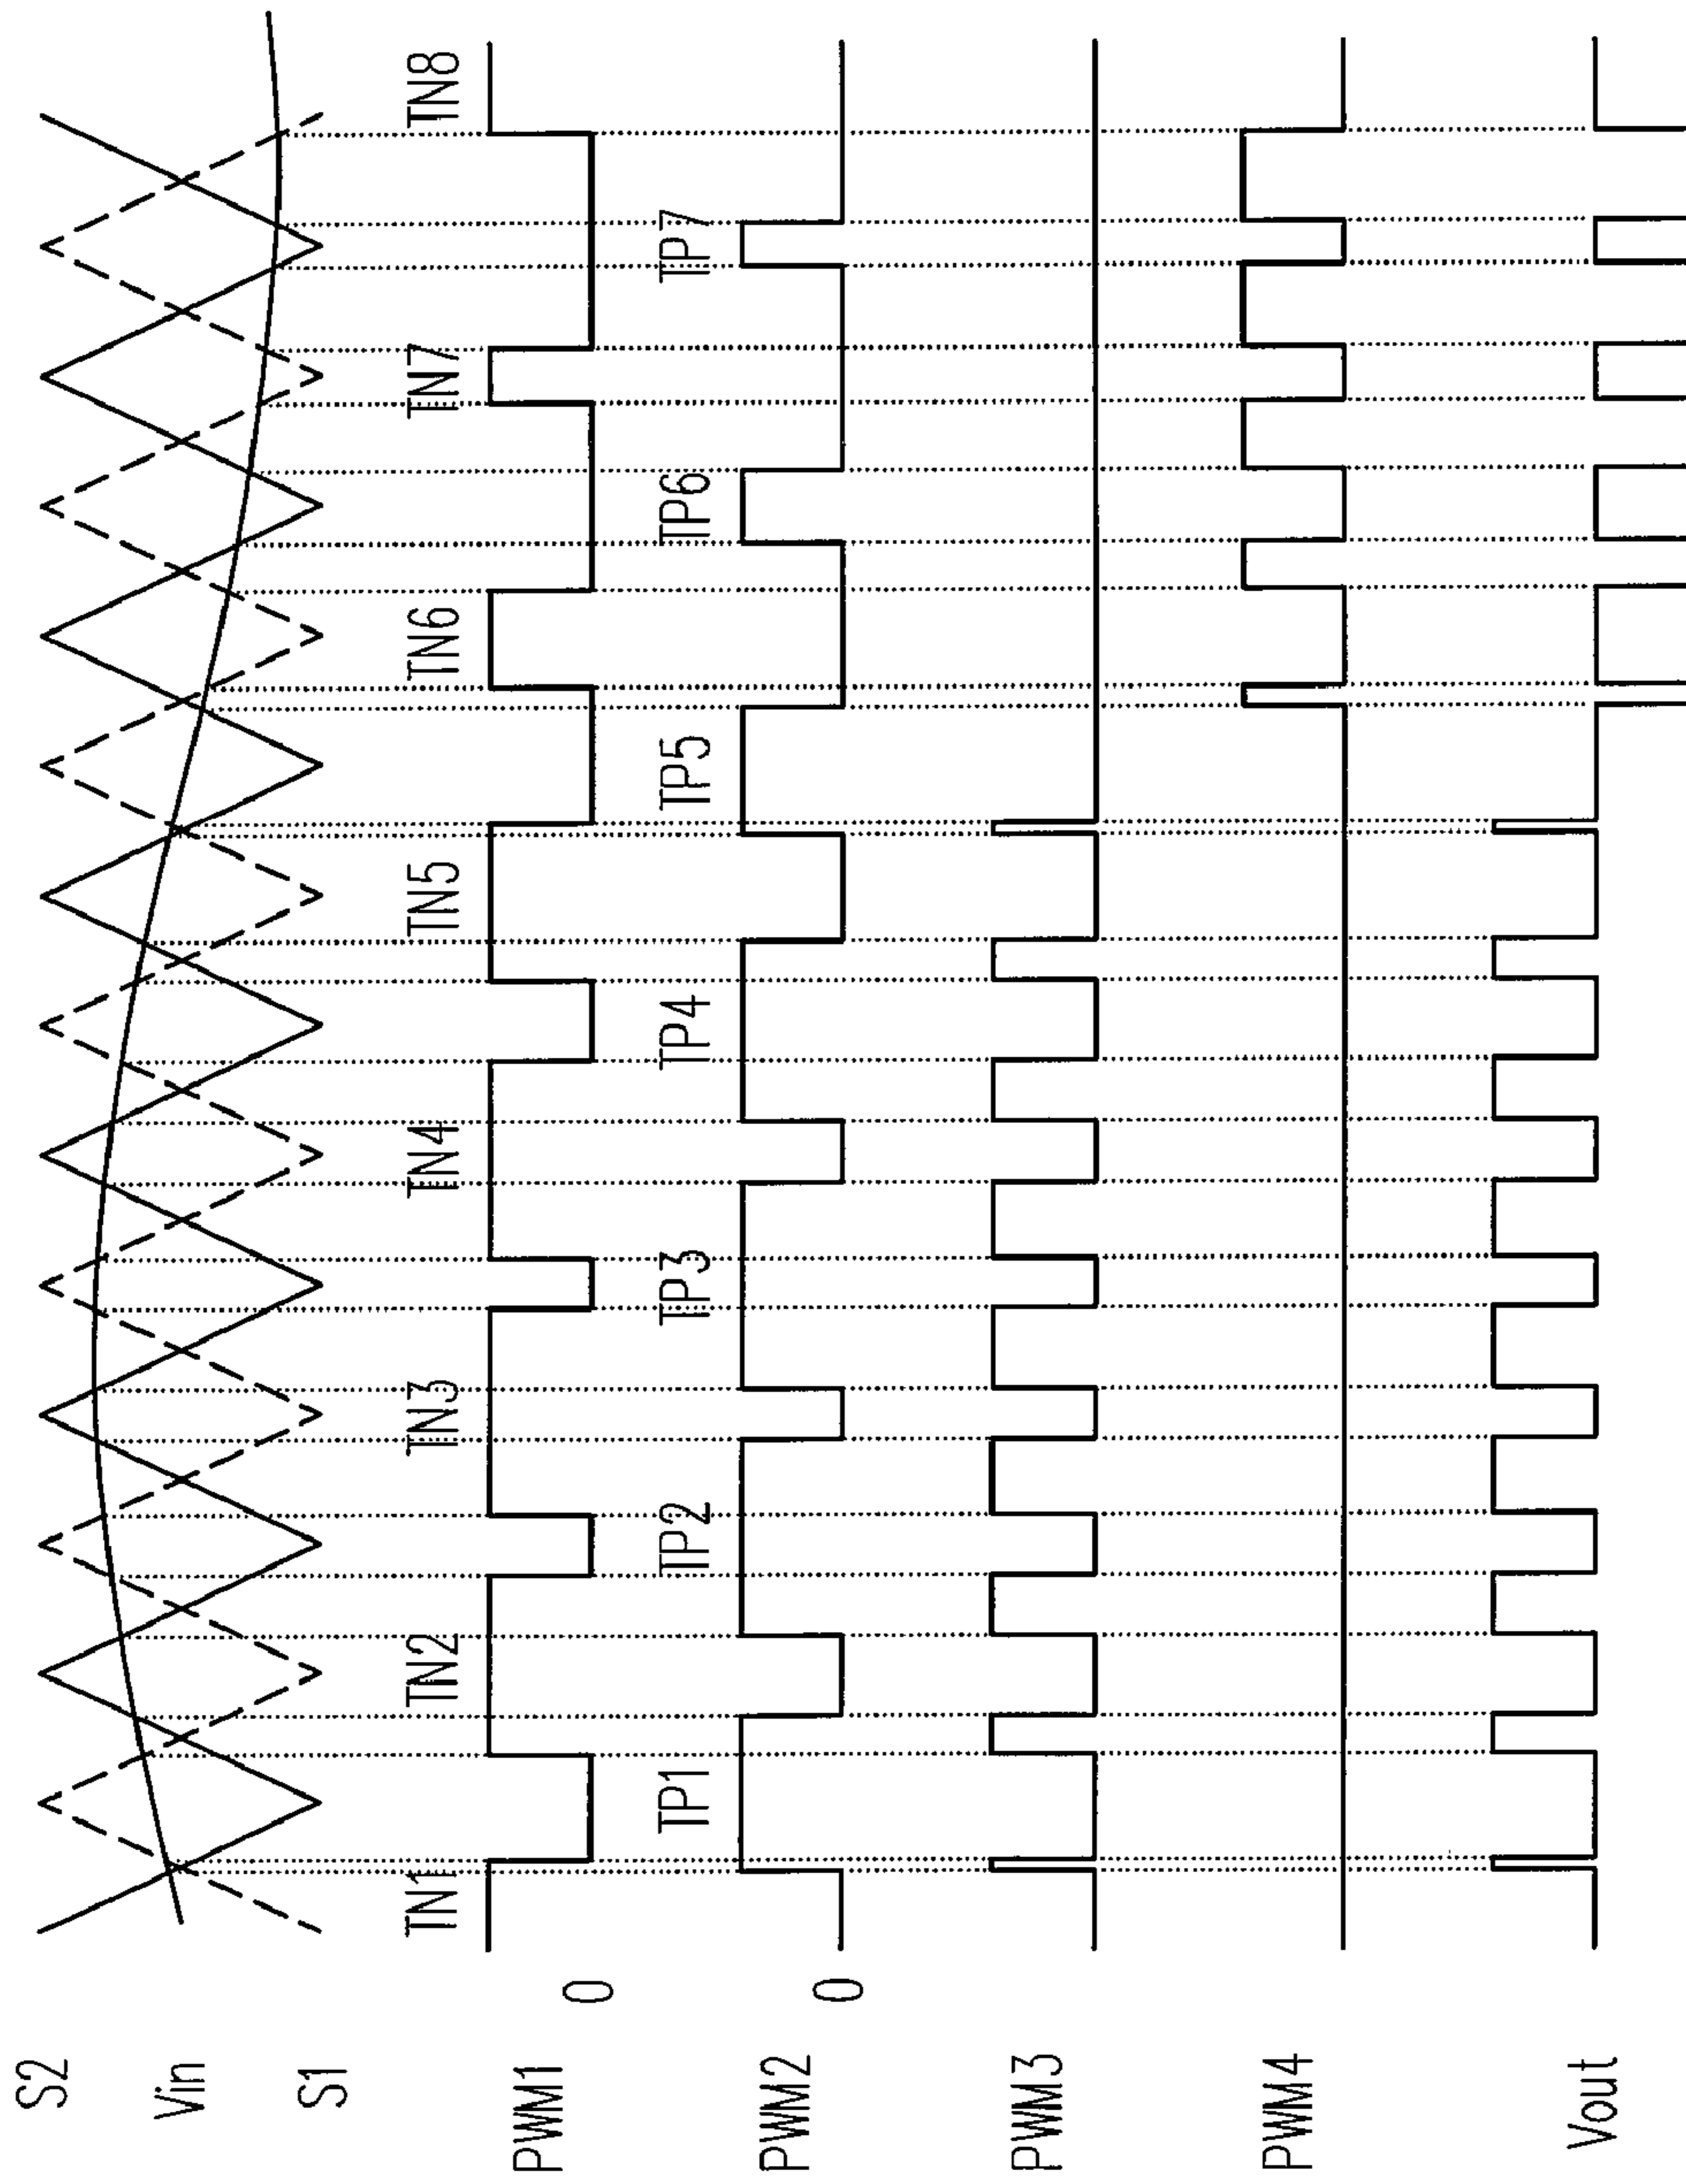 S2
Vin
S1
TN1 TN2 TN3 TN4 TN5 TN6 TN7 TN8
PWM1
0
TP1 TP2 TP3 TP4 TP5 TP6 TP7
PWM2
0
PWM3
PWM4
Vout